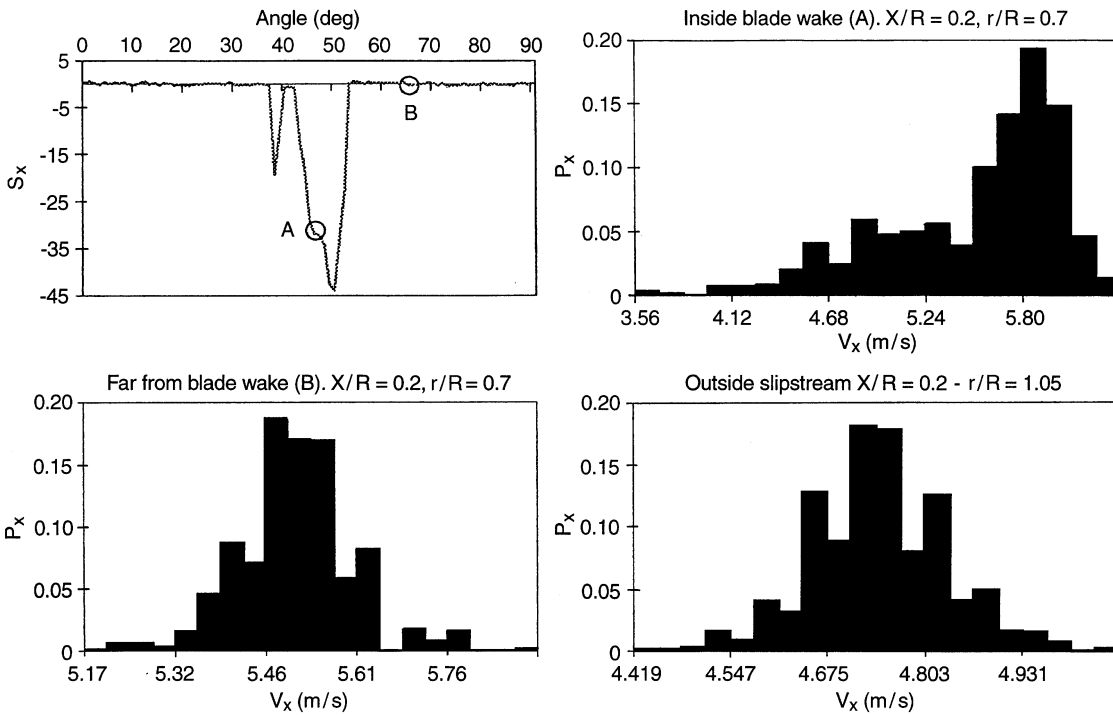 Angle (deg)
0 10 20 30 40 50 60 70 80 90
5
-5
-15
-25
-35
-45
Sx
A
B
Inside blade wake (A). X/R = 0.2, r/R = 0.7
0.20
0.15
0.10
0.05
0
Px
3.56 4.12 4.68 5.24 5.80
Vx (m/s)
Far from blade wake (B). X/R = 0.2, r/R = 0.7
0.20
0.15
0.10
0.05
0
Px
5.17 5.32 5.46 5.61 5.76
Vx (m/s)
Outside slipstream X/R = 0.2 - r/R = 1.05
0.20
0.15
0.10
0.05
0
Px
4.419 4.547 4.675 4.803 4.931
Vx (m/s)